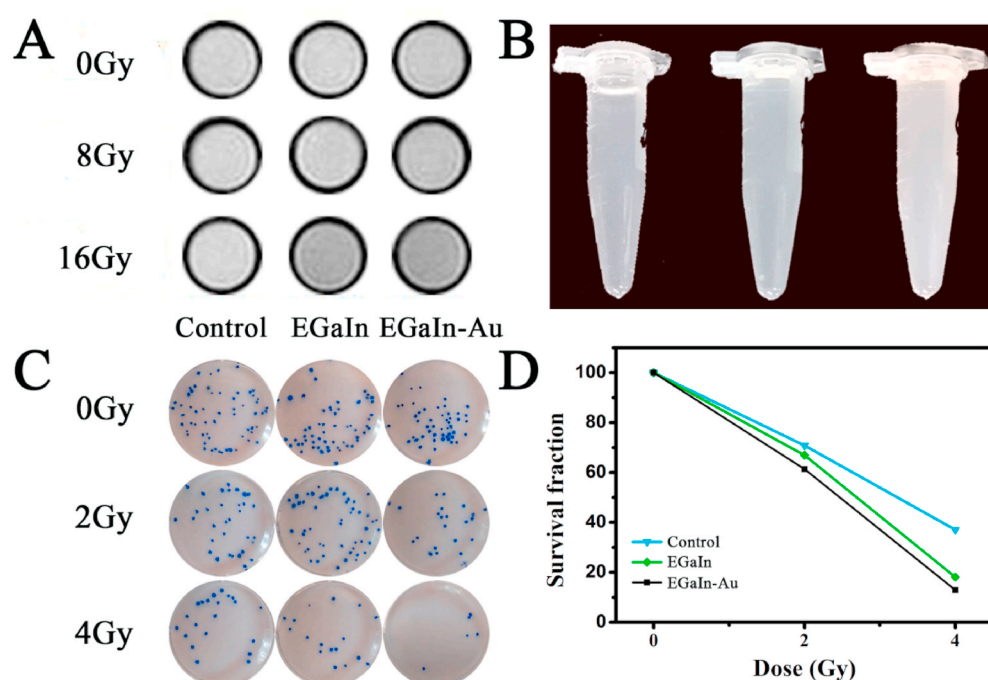 A
0Gy
8Gy
16Gy
Control EGaIn EGaIn-Au
B
C
0Gy
2Gy
4Gy
D
Survival fraction
100
80
60
40
20
0
Control
EGaIn
EGaIn-Au
0 2 4
Dose (Gy)